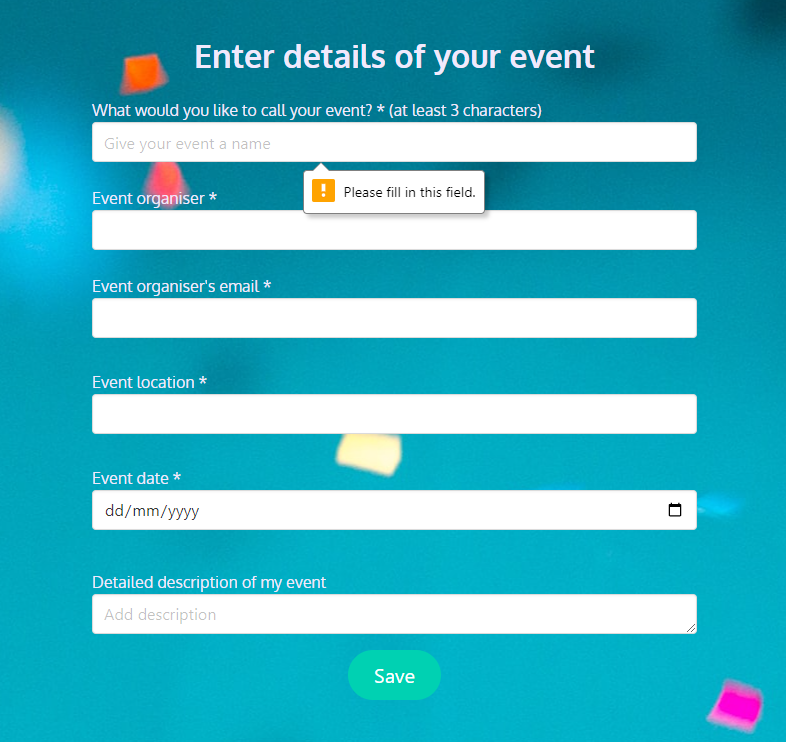 Enter details of your event
What would you like to call your event? * (at least 3 characters)
Give your event a name
Please fill in this field.
Event organiser *
Event organiser's email *
Event location *
Event date *
dd/mm/yyyy
Detailed description of my event
Add description
Save